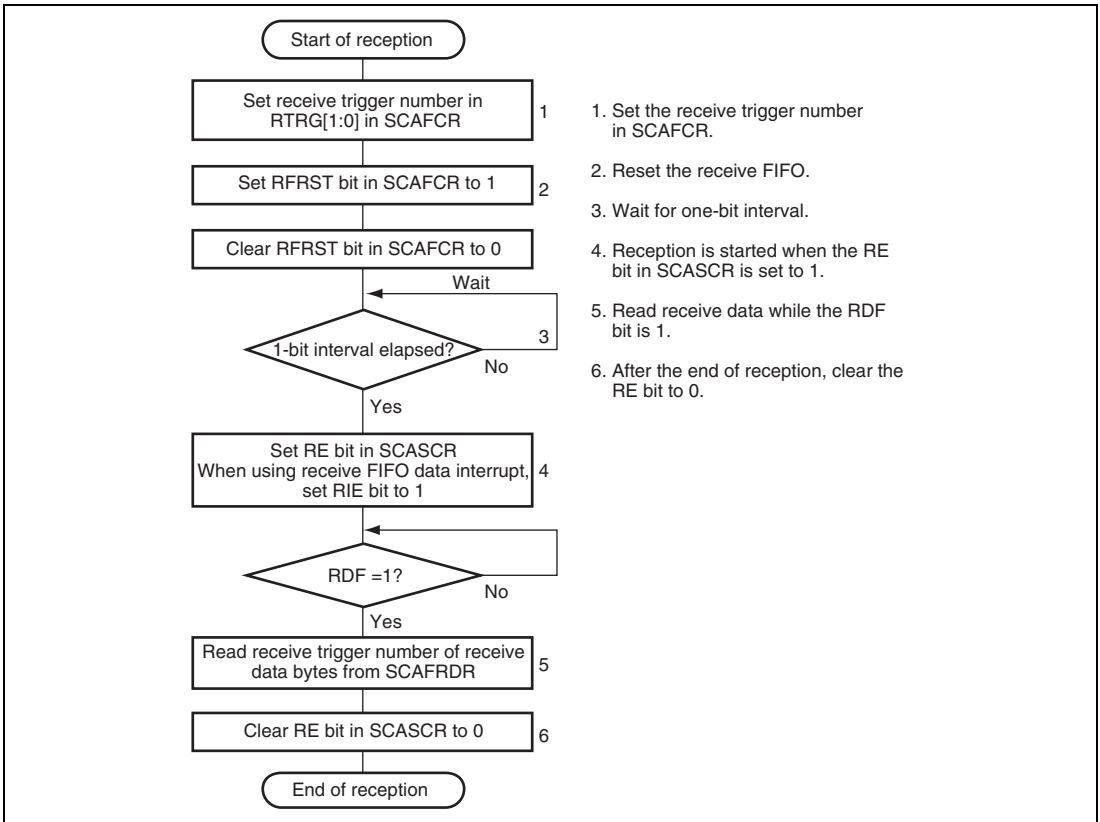 Start of reception
Set receive trigger number in
RTRG[1:0] in SCAFCR
1
Set RFRST bit in SCAFCR to 1
2
Clear RFRST bit in SCAFCR to 0
Wait
1-bit interval elapsed?
3
No
Yes
Set RE bit in SCASCR
When using receive FIFO data interrupt,
set RIE bit to 1
4
RDF =1?
No
Yes
Read receive trigger number of receive
data bytes from SCAFRDR
5
Clear RE bit in SCASCR to 0
6
End of reception
1. Set the receive trigger number
in SCAFCR.
2. Reset the receive FIFO.
3. Wait for one-bit interval.
4. Reception is started when the RE
bit in SCASCR is set to 1.
5. Read receive data while the RDF
bit is 1.
6. After the end of reception, clear the
RE bit to 0.